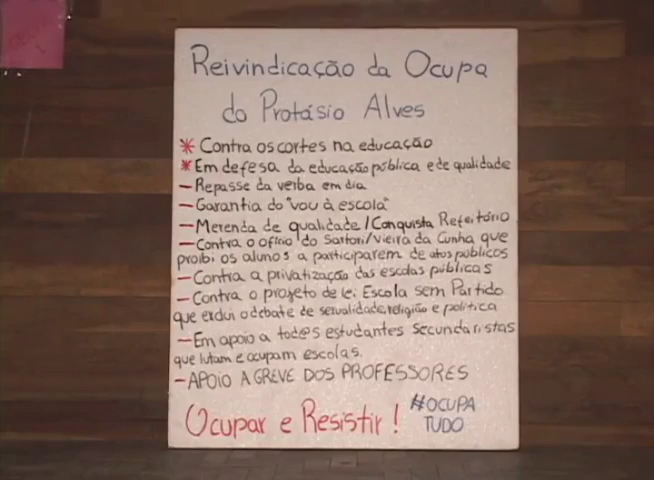 Reivindicação da Ocupa
do Protásio Alves
* Contra os cortes na educação
* Em defesa da educação pública e de qualidade
- Repasse da verba em dia
- Garantia do "vou à escola"
- Merenda de qualidade / Conquista Refeitório
- Contra o ofício do Sartori/Vieira da Cunha que
proibi os alunos a participarem de atos públicos
- Contra a privatização das escolas públicas
- Contra o projeto de lei Escola sem Partido
que exclui o debate de sexualidade, religião e política
- Em apoio a tod@s estudantes Secundaristas
que lutam e ocupam escolas.
- APOIO A GREVE DOS PROFESSORES
Ocupar e Resistir!
#OCUPA
TUDO